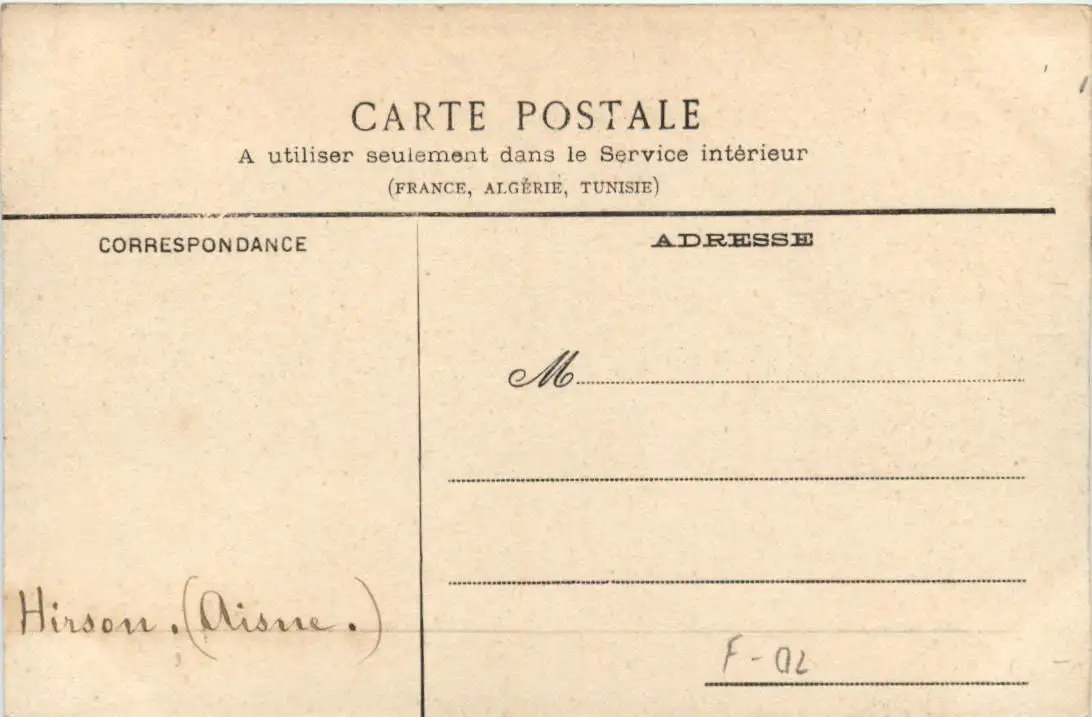 CARTE POSTALE
A utiliser seulement dans le Service intérieur
(FRANCE, ALGÉRIE, TUNISIE)
CORRESPONDANCE
ADRESSE
M
Hirson. (Aisne.)
F-02